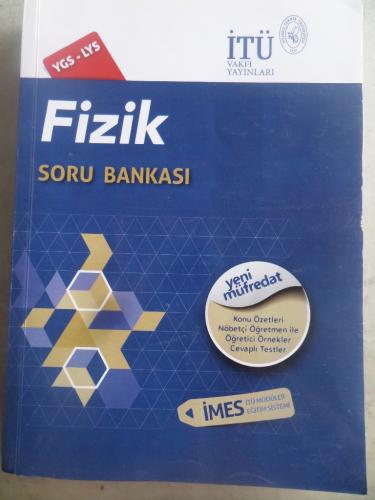 YGS - LYS
İTÜ
VAKFI
YAYINLARI
Fizik
SORU BANKASI
yeni
müfredat
Konu Özetleri
Nöbetçi Öğretmen ile
Öğretici Örnekler
Cevaplı Testler
İMES
İTÜ MODÜLER
EĞİTİM SİSTEMİ